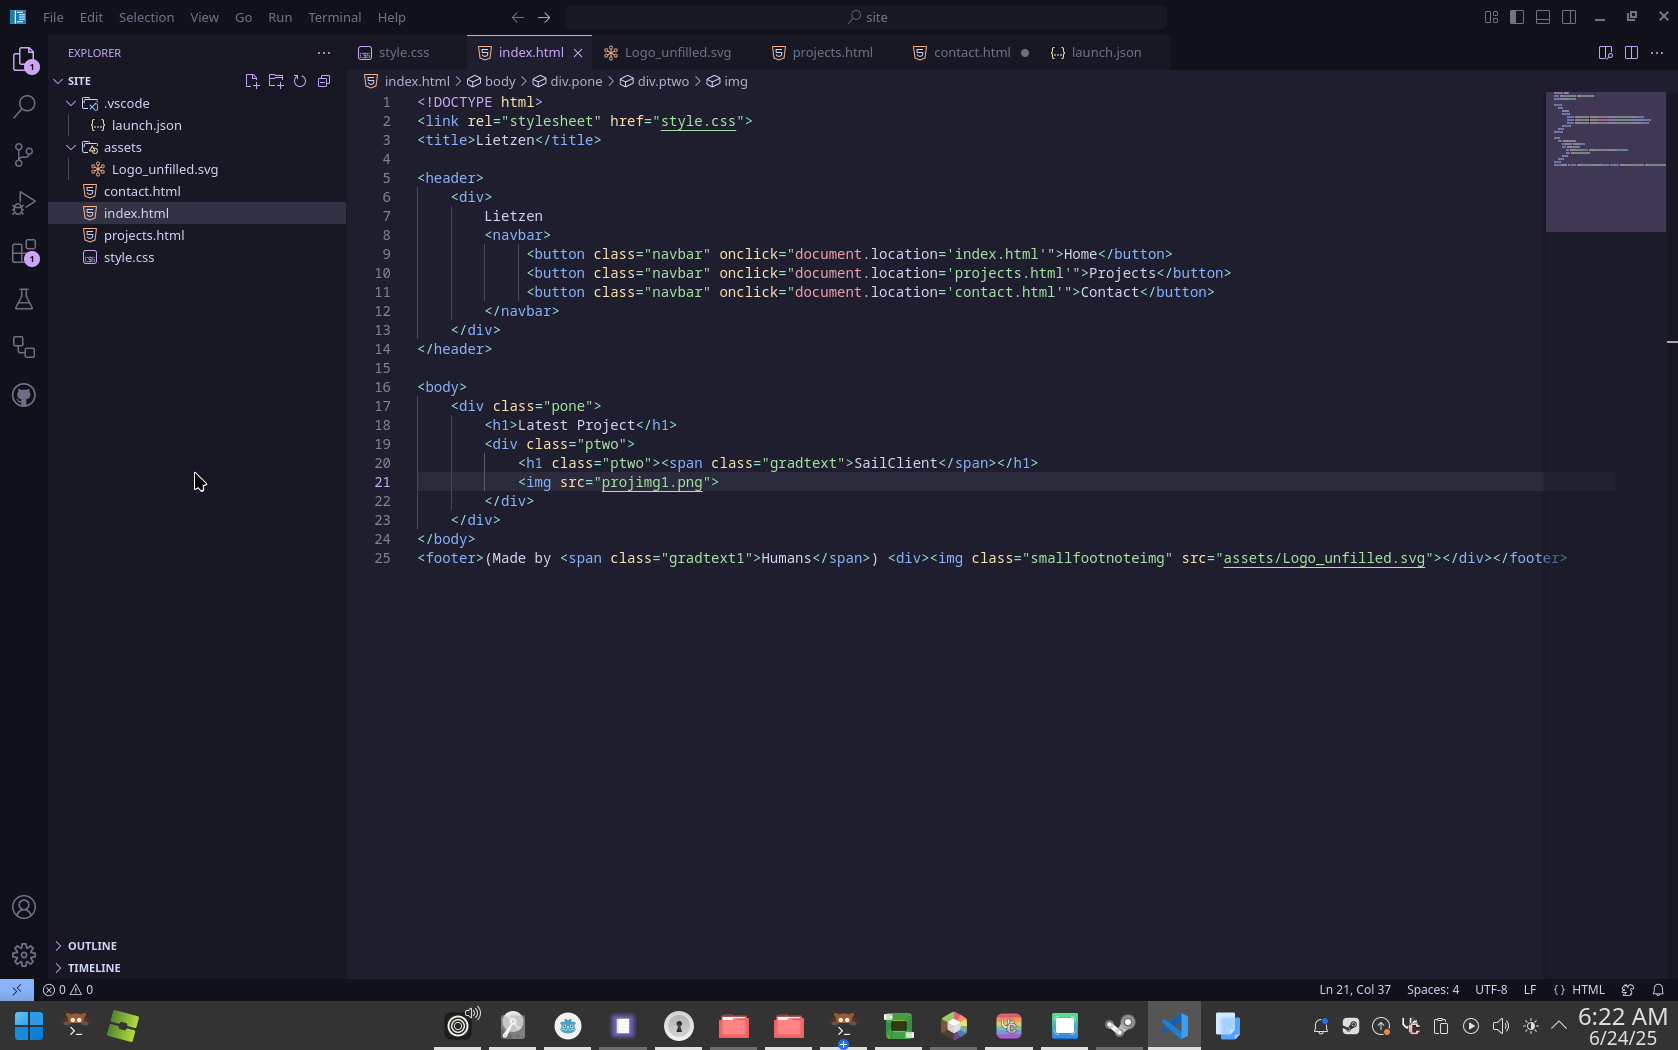 File Edit Selection View Go Run Terminal Help
site
EXPLORER
style.css
index.html
Logo_unfilled.svg
projects.html
contact.html
launch.json
SITE
.vscode
launch.json
assets
Logo_unfilled.svg
contact.html
index.html
projects.html
style.css
index.html > body > div.pone > div.ptwo > img
1 <!DOCTYPE html>
2 <link rel="stylesheet" href="style.css">
3 <title>Lietzen</title>
4
5 <header>
6 <div>
7 Lietzen
8 <navbar>
9 <button class="navbar" onclick="document.location='index.html'">Home</button>
10 <button class="navbar" onclick="document.location='projects.html'">Projects</button>
11 <button class="navbar" onclick="document.location='contact.html'">Contact</button>
12 </navbar>
13 </div>
14 </header>
15
16 <body>
17 <div class="pone">
18 <h1>Latest Project</h1>
19 <div class="ptwo">
20 <h1 class="ptwo"><span class="gradtext">SailClient</span></h1>
21 <img src="projimg1.png">
22 </div>
23 </div>
24 </body>
25 <footer>(Made by <span class="gradtext1">Humans</span>) <div><img class="smallfootnoteimg" src="assets/Logo_unfilled.svg"></div></footer>
1
1
OUTLINE
TIMELINE
0 0
Ln 21, Col 37 Spaces: 4 UTF-8 LF {} HTML
6:22 AM
6/24/25